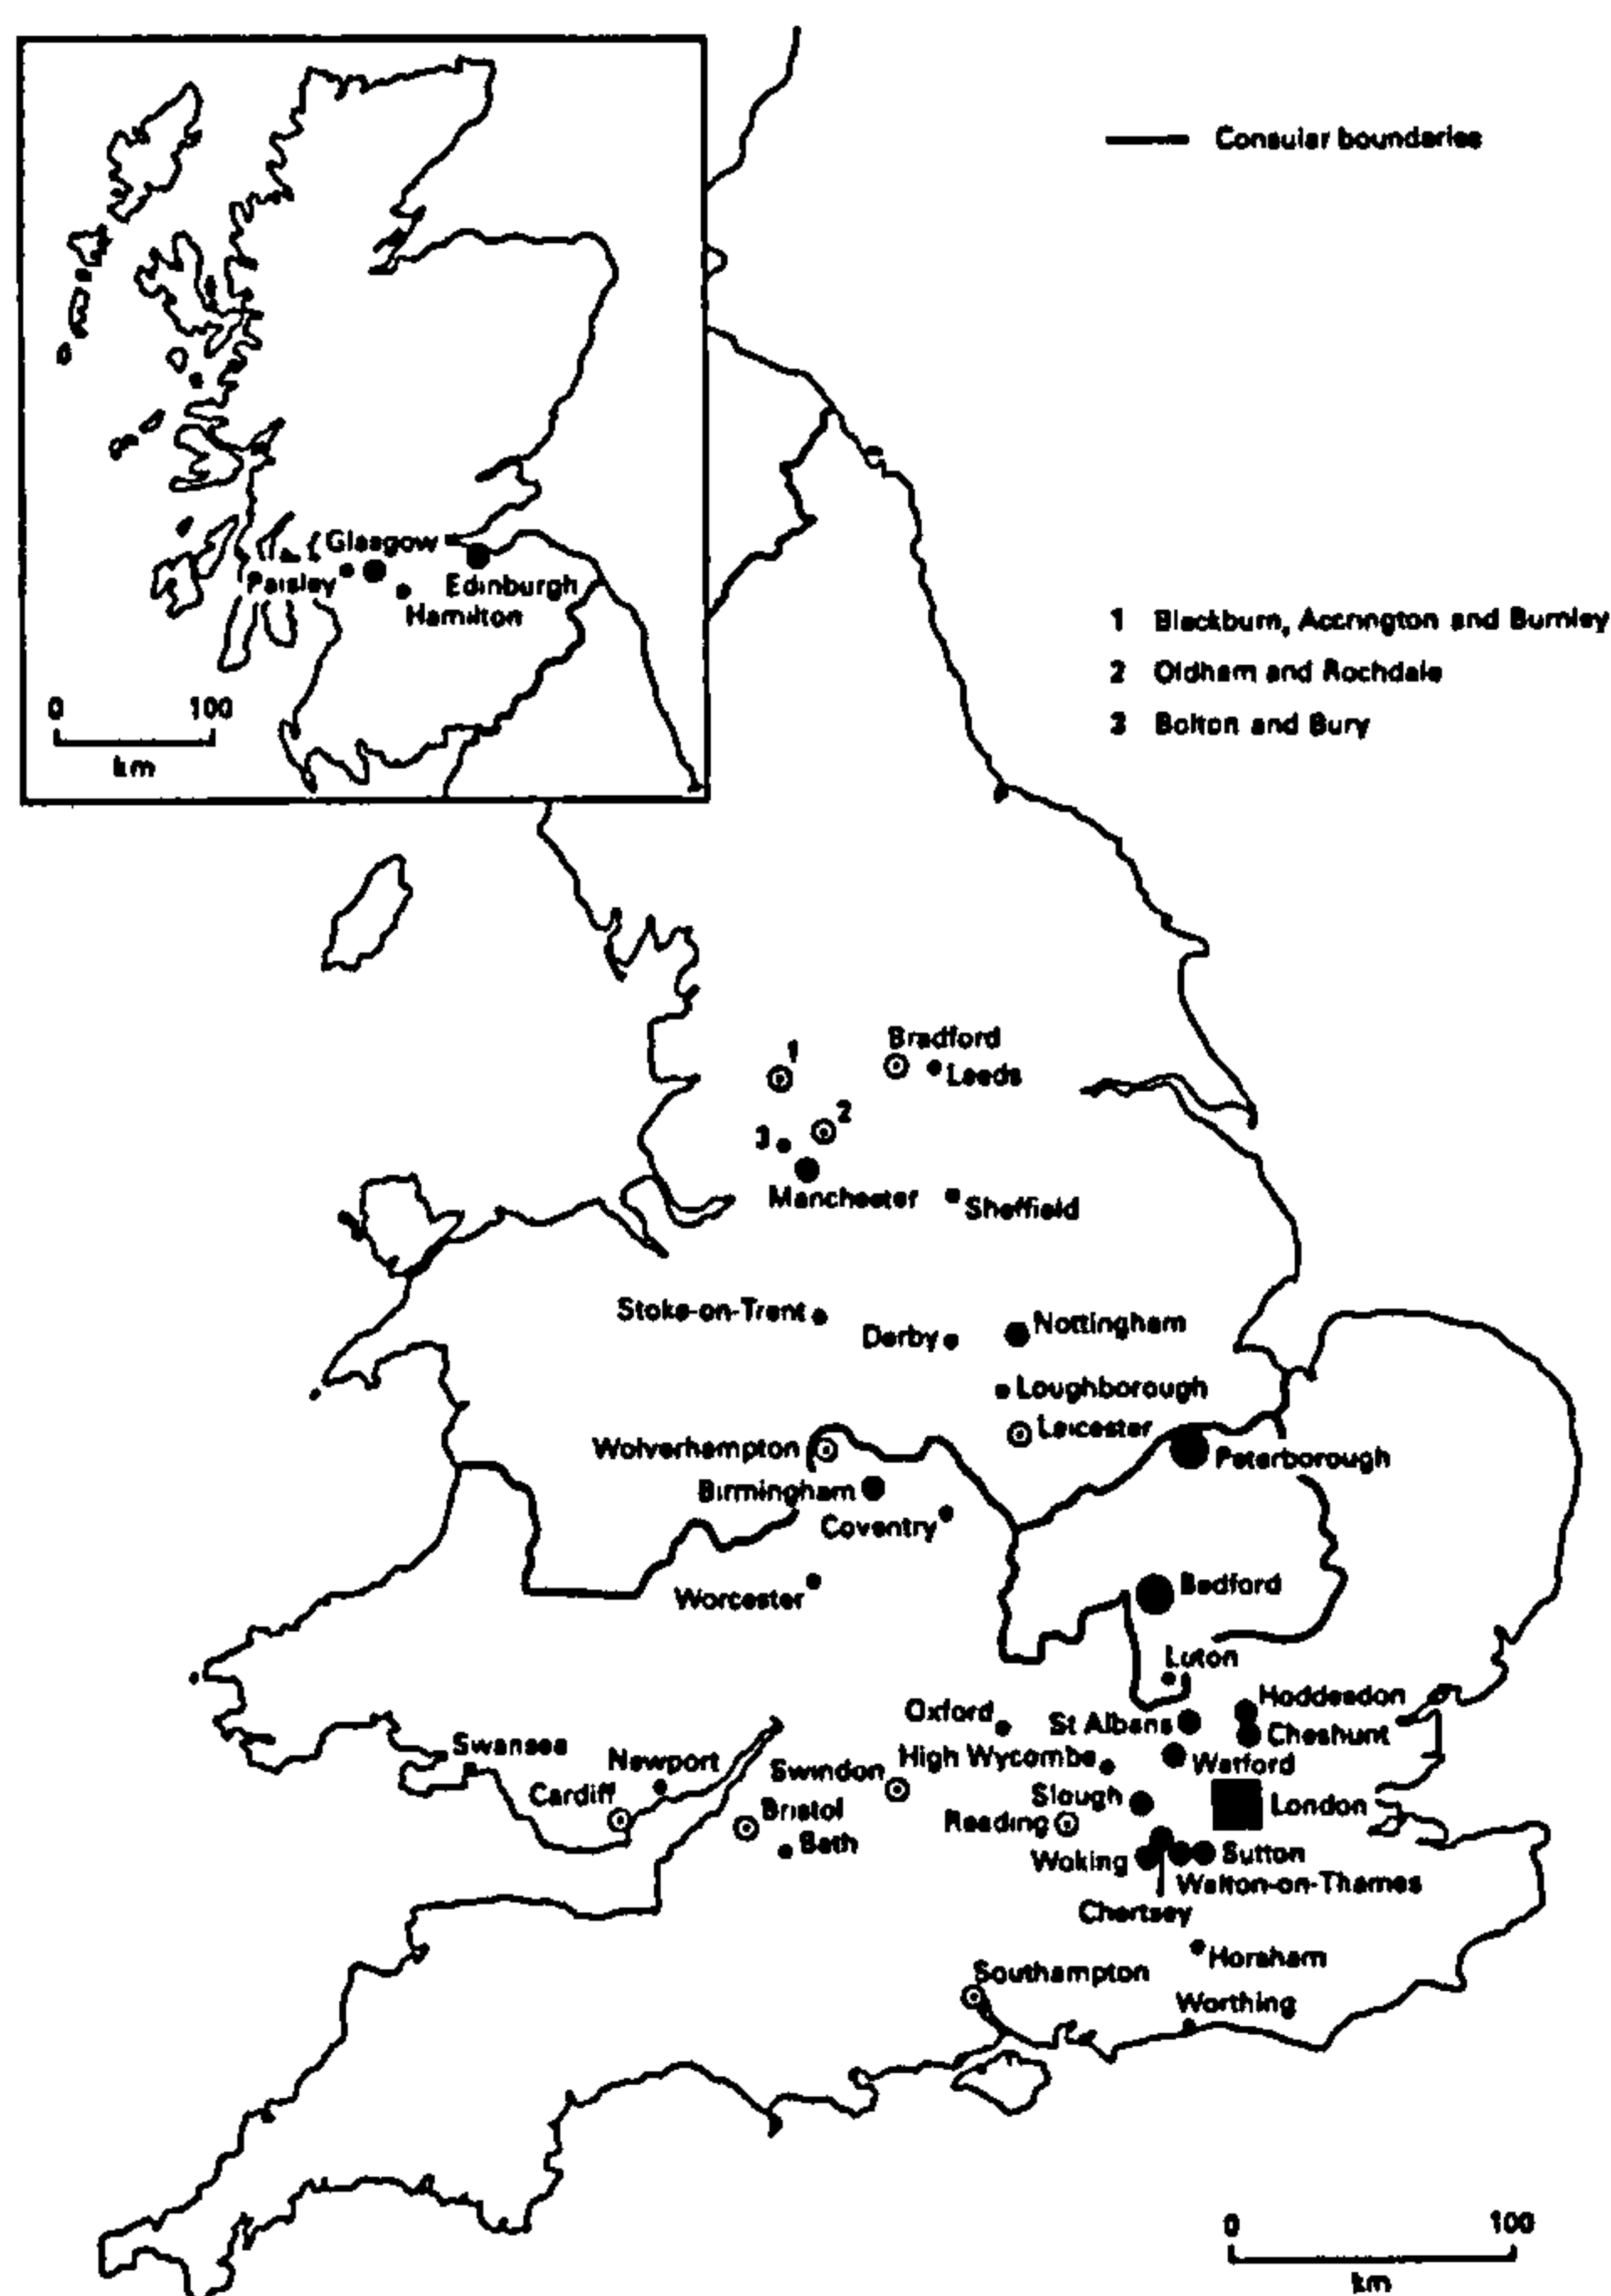 Consular boundaries
Glasgow
Paisley
Edinburgh
Hamilton
0 100
km
1 Blackburn, Accrington and Burnley
2 Oldham and Rochdale
3 Bolton and Bury
1
Bradford
Leeds
2
3
Manchester
Sheffield
Stoke-on-Trent
Nottingham
Derby
Loughborough
Leicester
Wolverhampton
Peterborough
Birmingham
Coventry
Bedford
Worcester
Luton
Hoddesdon
Oxford
St Albans
Cheshunt
Swansea
Newport
High Wycombe
Watford
Swindon
Cardiff
Slough
London
Bristol
Reading
Bath
Woking
Sutton
Walton-on-Thames
Chertsey
Horsham
Southampton
Worthing
0 100
km